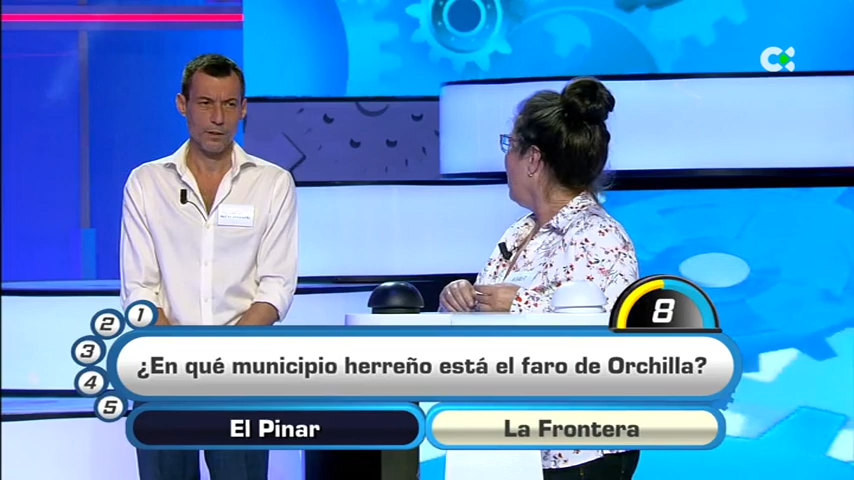 8
1
2
3
4
5
¿En qué municipio herreño está el faro de Orchilla?
El Pinar
La Frontera